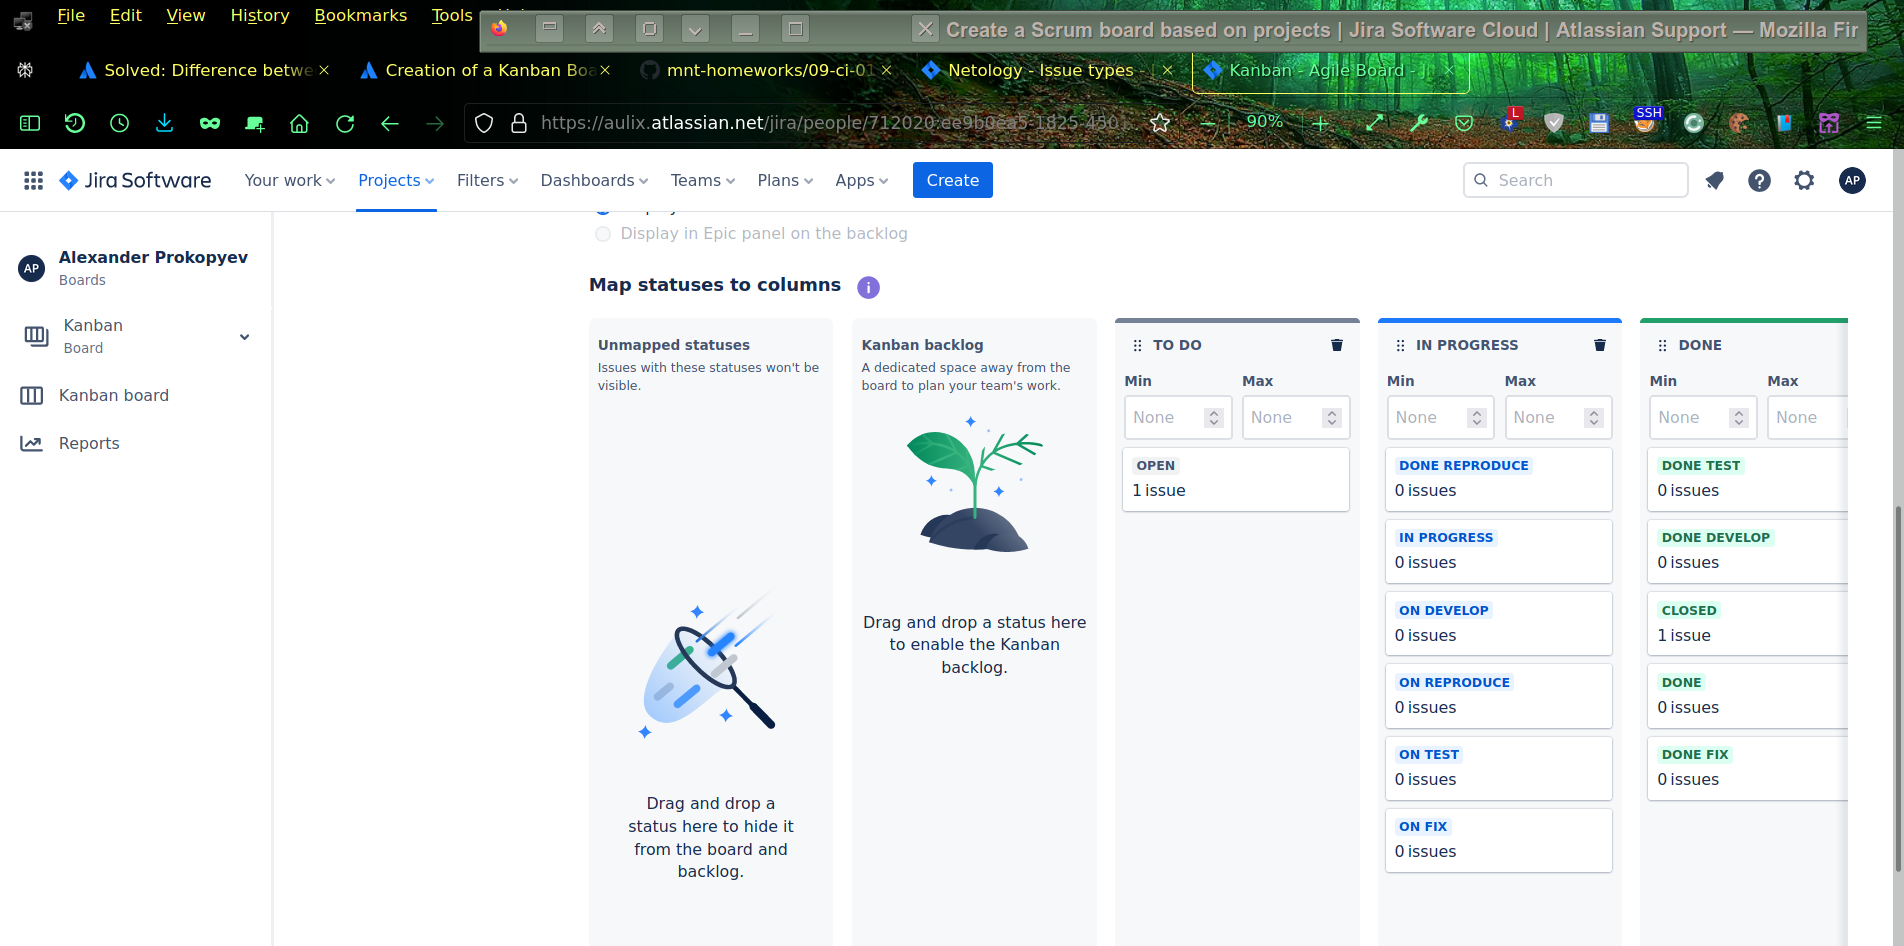 File Edit View History Bookmarks Tools
Create a Scrum board based on projects | Jira Software Cloud | Atlassian Support — Mozilla Fir
Solved: Difference betwe
Creation of a Kanban Boa
mnt-homeworks/09-ci-01
Netology - Issue types -
Kanban - Agile Board - J
https://aulix.atlassian.net/jira/people/712020:ee9b0ea5-1825-450
90%
L
SSH
Jira Software
Your work
Projects
Filters
Dashboards
Teams
Plans
Apps
Create
Search
AP
AP
Alexander Prokopyev
Boards
Kanban
Board
Kanban board
Reports
Display in Epic panel on the backlog
Map statuses to columns
Unmapped statuses
Issues with these statuses won't be
visible.
Drag and drop a
status here to hide it
from the board and
backlog.
Kanban backlog
A dedicated space away from the
board to plan your team's work.
Drag and drop a status here
to enable the Kanban
backlog.
TO DO
Min Max
None None
OPEN
1 issue
IN PROGRESS
Min Max
None None
DONE REPRODUCE
0 issues
IN PROGRESS
0 issues
ON DEVELOP
0 issues
ON REPRODUCE
0 issues
ON TEST
0 issues
ON FIX
0 issues
DONE
Min Max
None None
DONE TEST
0 issues
DONE DEVELOP
0 issues
CLOSED
1 issue
DONE
0 issues
DONE FIX
0 issues